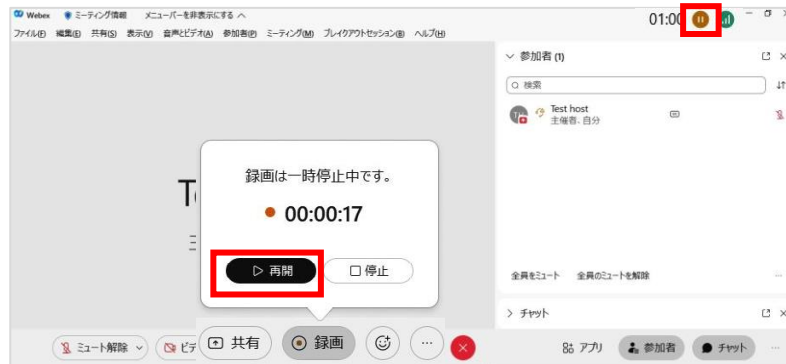 Webex ミーティング情報 メニューバーを非表示にする へ
01:00
ファイル(F) 編集(E) 共有(S) 表示(V) 音声とビデオ(A) 参加者(P) ミーティング(M) ブレイクアウトセッション(B) ヘルプ(H)
参加者 (1)
検索
Test host
主催者、自分
録画は一時停止中です。
00:00:17
再開
停止
全員をミュート 全員のミュートを解除
チャット
ミュート解除
ビデ
共有
録画
アプリ
参加者
チャット